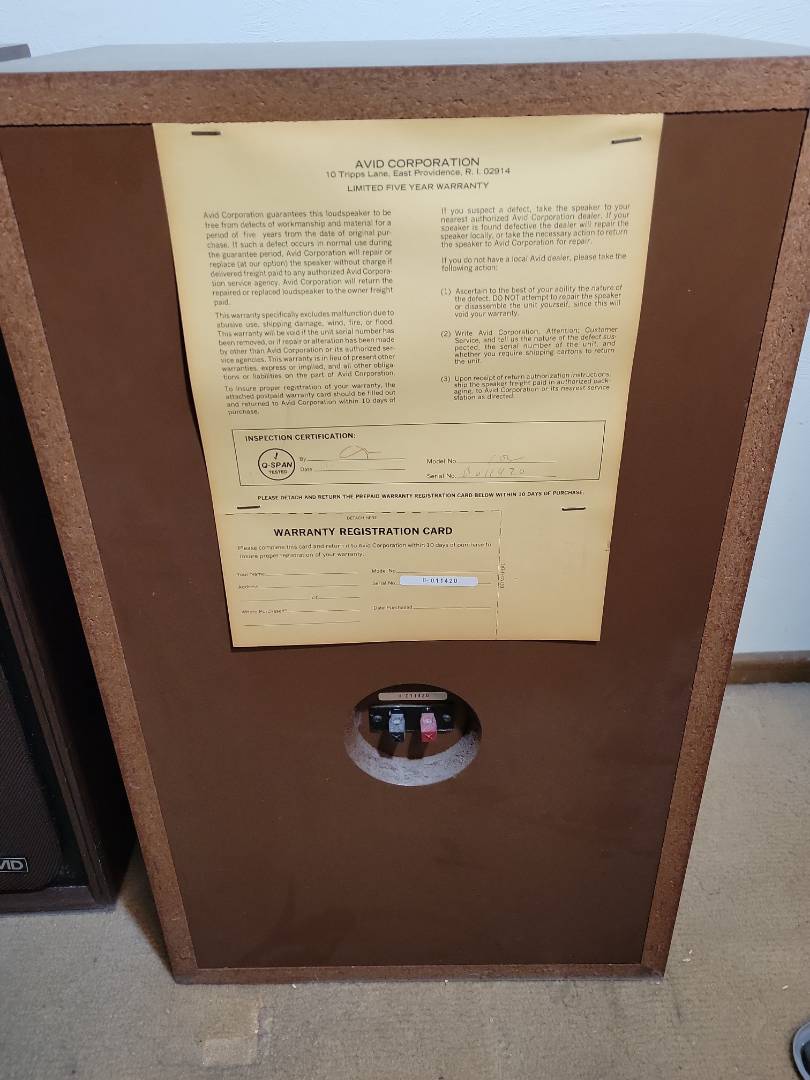 AVID CORPORATION
10 Tripps Lane, East Providence, R. I. 02914
LIMITED FIVE YEAR WARRANTY
Avid Corporation guarantees this loudspeaker to be
free from defects of workmanship and material for a
period of five years from the date of original pur-
chase. If such a defect occurs in normal use during
the guarantee period, Avid Corporation will repair or
replace (at our option) the speaker without charge if
delivered freight paid to any authorized Avid Corpora-
tion service agency. Avid Corporation will return the
repaired or replaced loudspeaker to the owner freight
paid.
This warranty specifically excludes malfunction due to
abusive use, shipping damage, wind, fire, or flood.
This warranty will be void if the unit serial number has
been removed, or if repair or alteration has been made
by other than Avid Corporation or its authorized ser-
vice agencies. This warranty is in lieu of present other
warranties, express or implied, and all other obliga-
tions or liabilities on the part of Avid Corporation.
To insure proper registration of your warranty, the
attached postpaid warranty card should be filled out
and returned to Avid Corporation within 10 days of
purchase.
If you suspect a defect, take the speaker to your
nearest authorized Avid Corporation dealer. If your
speaker is found defective the dealer will repair the
speaker locally, or take the necessary action to return
the speaker to Avid Corporation for repair.
If you do not have a local Avid dealer, please take the
following action:
(1) Ascertain to the best of your ability the nature of
the defect. DO NOT attempt to repair the speaker
or disassemble the unit yourself, since this will
void your warranty.
(2) Write Avid Corporation, Attention: Customer
Service, and tell us the nature of the defect sus-
pected, the serial number of the unit, and
whether you require shipping cartons to return
the unit.
(3) Upon receipt of return authorization instructions,
ship the speaker freight paid in authorized pack-
aging, to Avid Corporation or its nearest service
station as directed.
INSPECTION CERTIFICATION:
Q-SPAN
TESTED
By
Date
Model No.
Serial No.
PLEASE DETACH AND RETURN THE PREPAID WARRANTY REGISTRATION CARD BELOW WITHIN 10 DAYS OF PURCHASE.
DETACH HERE
WARRANTY REGISTRATION CARD
Please complete this card and return it to Avid Corporation within 10 days of purchase to
insure proper registration of your warranty.
Your Name
Address
Where Purchased
Model No.
Serial No. 011420
Date Purchased
AVID